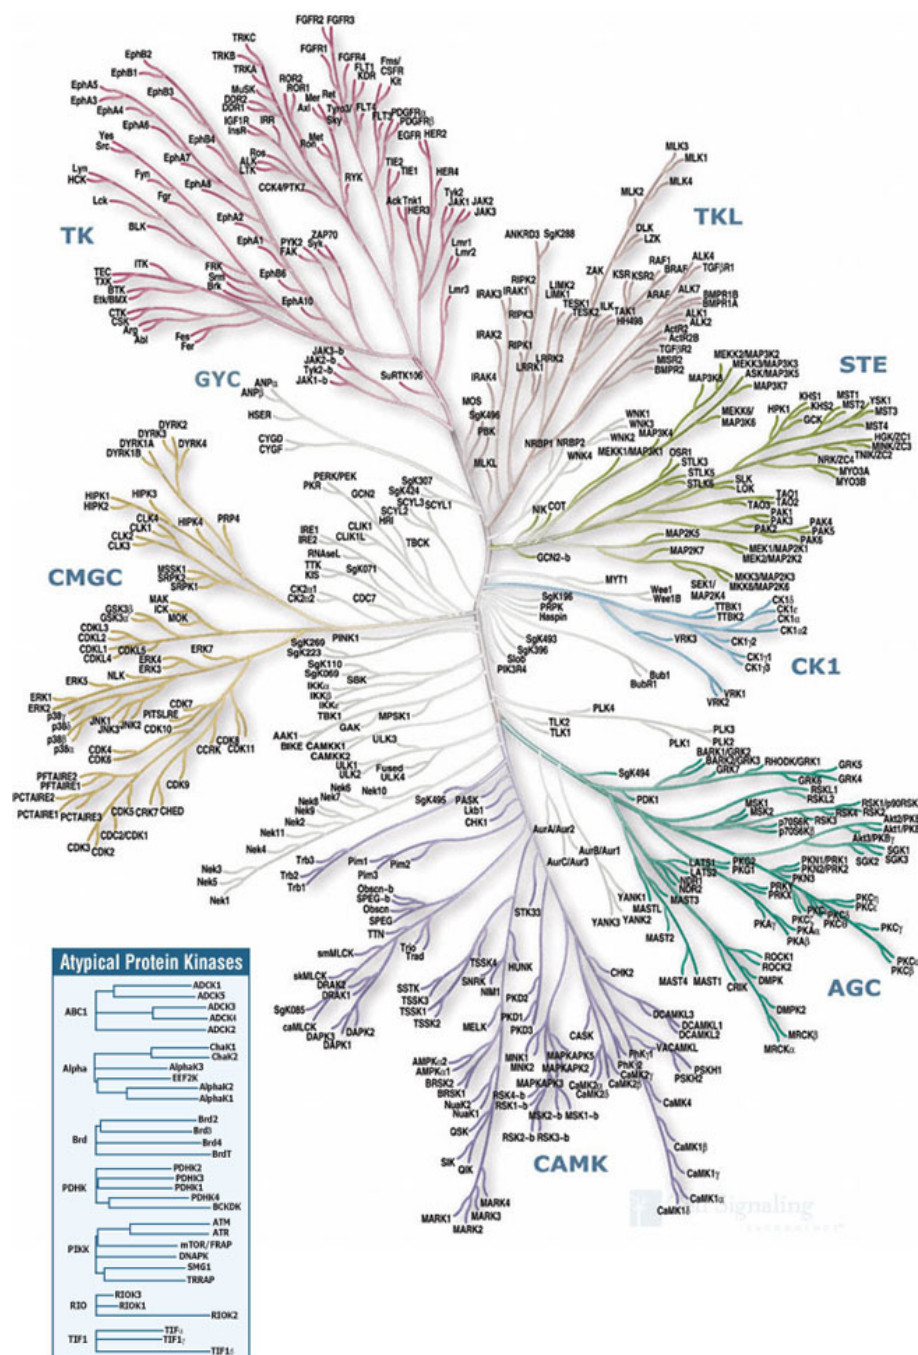 FGFR2 FGFR3
TRKC
EphB2
FGFR1
TRKB
FGFR4
EphB1
FLT1
Fms/
CSFR
TRKA
KDR
EphA5
EphB3
MuSK
ROR2
ROR1
Ret
Kit
EphA3
DDR2
Mer
DDR1
Axl
Tyro3/
Sky
FLT4
PDGFRα
EphA4
IGF1R
IRR
FLT3
PDGFRβ
EphA6
InsR
Met
EGFR
HER2
Yes
EphB4
Ron
MLK3
Src
Ros
TIE2
MLK1
EphA7
ALK
TIE1
HER4
Lyn
Fyn
LTK
RYK
MLK4
HCK
EphA8
CCK4/PTK7
Tyk2
MLK2
Fgr
Ack Tnk1
JAK1
JAK2
Lck
HER3
JAK3
TKL
EphA2
ANKRD3
SgK288
DLK
TK
BLK
ZAP70
LZK
EphA1
PYK2
Syk
Lmr1
FAK
Lmr2
RAF1
ALK4
ITK
FRK
ZAK
KSR1
BRAF
TGFβR1
TEC
Srm
EphB6
RIPK2
LIMK2
KSR2
TXK
Brk
IRAK3
IRAK1
LIMK1
BTK
Lmr3
TESK1
ILK
ARAF
ALK7
Etk/BMX
EphA10
RIPK3
TESK2
TAK1
BMPR1B
CTK
HH498
BMPR1A
CSK
ALK1
Arg
IRAK2
ALK2
Abl
Fes
ActR2
Fer
RIPK1
ActR2B
JAK3~b
LRRK2
TGFβR2
JAK2~b
LRRK1
MISR2
STE
GYC
Tyk2~b
SuRTK106
IRAK4
BMPR2
JAK1~b
MEKK2/MAP3K2
MEKK3/MAP3K3
ASK/MAP3K5
MAP3K8
MAP3K7
ANPα
ANPβ
MOS
KHS1
MST1
YSK1
HSER
SgK496
WNK1
MEKK6/
MAP3K6
HPK1
KHS2
MST2
MST3
DYRK2
PBK
WNK3
GCK
MST4
DYRK3
NRBP1
NRBP2
WNK2
MAP3K4
HGK/ZC1
DYRK1A
DYRK4
CYGD
MEKK1/MAP3K1
OSR1
MINK/ZC3
DYRK1B
CYGF
MLKL
WNK4
STLK3
NRK/ZC4
TNIK/ZC2
STLK5
SLK
MYO3A
PERK/PEK
SgK307
STLK6
LOK
MYO3B
PKR
GCN2
SgK424
HIPK1
HIPK3
SCYL3
SCYL1
TAO1
HIPK2
SCYL2
NIK
COT
TAO3
TAO2
HRI
PAK1
CLK4
HIPK4
PRP4
CLIK1
PAK3
PAK4
CLK1
IRE1
CLIK1L
PAK2
PAK5
CLK2
IRE2
TBCK
MAP2K5
PAK6
CLK3
RNAseL
GCN2~b
MAP2K7
MEK1/MAP2K1
MEK2/MAP2K2
MSSK1
TTK
SgK071
CMGC
SRPK2
KIS
MYT1
SEK1/
MAP2K4
MKK3/MAP2K3
MKK6/MAP2K6
SRPK1
CK2α1
Wee1
MAK
CK2α2
CDC7
SgK196
Wee1B
TTBK1
CK1δ
GSK3β
ICK
PRPK
TTBK2
CK1ε
GSK3α
MOK
Haspin
CK1α
CDKL3
CK1α2
CDKL2
SgK493
VRK3
CK1γ2
CDKL1
CDKL5
ERK7
SgK269
PINK1
SgK396
CK1γ1
CDKL4
ERK4
SgK223
Slob
CK1γ3
CK1
ERK3
PIK3R4
NLK
SgK110
Bub1
ERK5
SgK069
SBK
BubR1
VRK1
ERK1
IKKα
VRK2
ERK2
CDK7
IKKβ
p38γ
PITSLRE
IKKε
PLK4
p38δ
JNK1
JNK2
TBK1
MPSK1
JNK3
CDK10
CDK8
TLK2
PLK3
p38β
GAK
TLK1
p38α
CCRK
CDK11
AAK1
ULK3
PLK1
PLK2
CDK4
BIKE
CAMKK1
BARK1/GRK2
CDK6
CAMKK2
BARK2/GRK3
RHODK/GRK1
GRK5
PFTAIRE2
ULK1
Fused
SgK494
GRK7
GRK6
GRK4
PFTAIRE1
CDK9
ULK2
ULK4
RSKL1
Nek6
Nek10
PDK1
RSKL2
PCTAIRE2
Nek8
Nek7
SgK495
PASK
MSK1
RSK1/p90RSK
PCTAIRE1
CDK5
CRK7
CHED
Nek9
Lkb1
MSK2
RSK4
RSK2
PCTAIRE3
Nek2
CHK1
p70S6K
RSK3
CDC2/CDK1
AurA/Aur2
p70S6Kβ
Akt3/PKBγ
CDK3
CDK2
Nek11
SGK1
Nek4
Trb3
Pim1
Pim2
AurB/Aur1
LATS1
PKG2
PKN1/PRK1
SGK2
SGK3
Nek3
Trb2
Pim3
AurC/Aur3
LATS2
PKG1
PKN2/PRK2
Nek5
Trb1
NDR1
PKN3
Obscn~b
YANK1
NDR2
PRKY
Nek1
SPEG~b
MASTL
MAST3
PRKX
PKCη
Obscn
STK33
YANK3
YANK2
PKCε
SPEG
PKAγ
PKCγ
TTN
MAST2
PKAα
Trio
PKAβ
Trad
TSSK4
HUNK
CHK2
ROCK1
smMLCK
ROCK2
skMLCK
DRAK2
SSTK
SNRK
MAST4
MAST1
DMPK
DRAK1
TSSK3
NIM1
PKD2
CRIK
AGC
SgK085
TSSK1
PKD1
DCAMKL3
DMPK2
caMLCK
DAPK2
TSSK2
CASK
DCAMKL1
DAPK3
MELK
PKD3
DCAMKL2
MRCKβ
DAPK1
VACAMKL
MRCKα
MNK1
MAPKAPK5
PhKγ1
AMPKα2
MNK2
MAPKAPK2
PhKγ2
PSKH1
AMPKα1
MAPKAPK3
CaMK2α
CaMK2γ
PSKH2
BRSK2
RSK4~b
CaMK2δ
CaMK2β
BRSK1
RSK1~b
CaMK4
NuaK2
MSK2~b
MSK1~b
NuaK1
QSK
RSK2~b
RSK3~b
CaMK1β
SIK
CAMK
QIK
CaMK1γ
MARK4
CaMK1α
MARK1
MARK3
CaMK1δ
MARK2
Signaling
Atypical Protein Kinases
ABC1
ADCK1
ADCK5
ADCK3
ADCK4
ADCK2
Alpha
ChaK1
ChaK2
AlphaK3
EEF2K
AlphaK2
AlphaK1
Brd
Brd2
Brd3
Brd4
BrdT
PDHK
PDHK2
PDHK3
PDHK1
PDHK4
BCKDK
PIKK
ATM
ATR
mTOR/FRAP
DNAPK
SMG1
TRRAP
RIO
RIOK3
RIOK1
RIOK2
TIF1
TIF1α
TIF1γ
TIF1δ